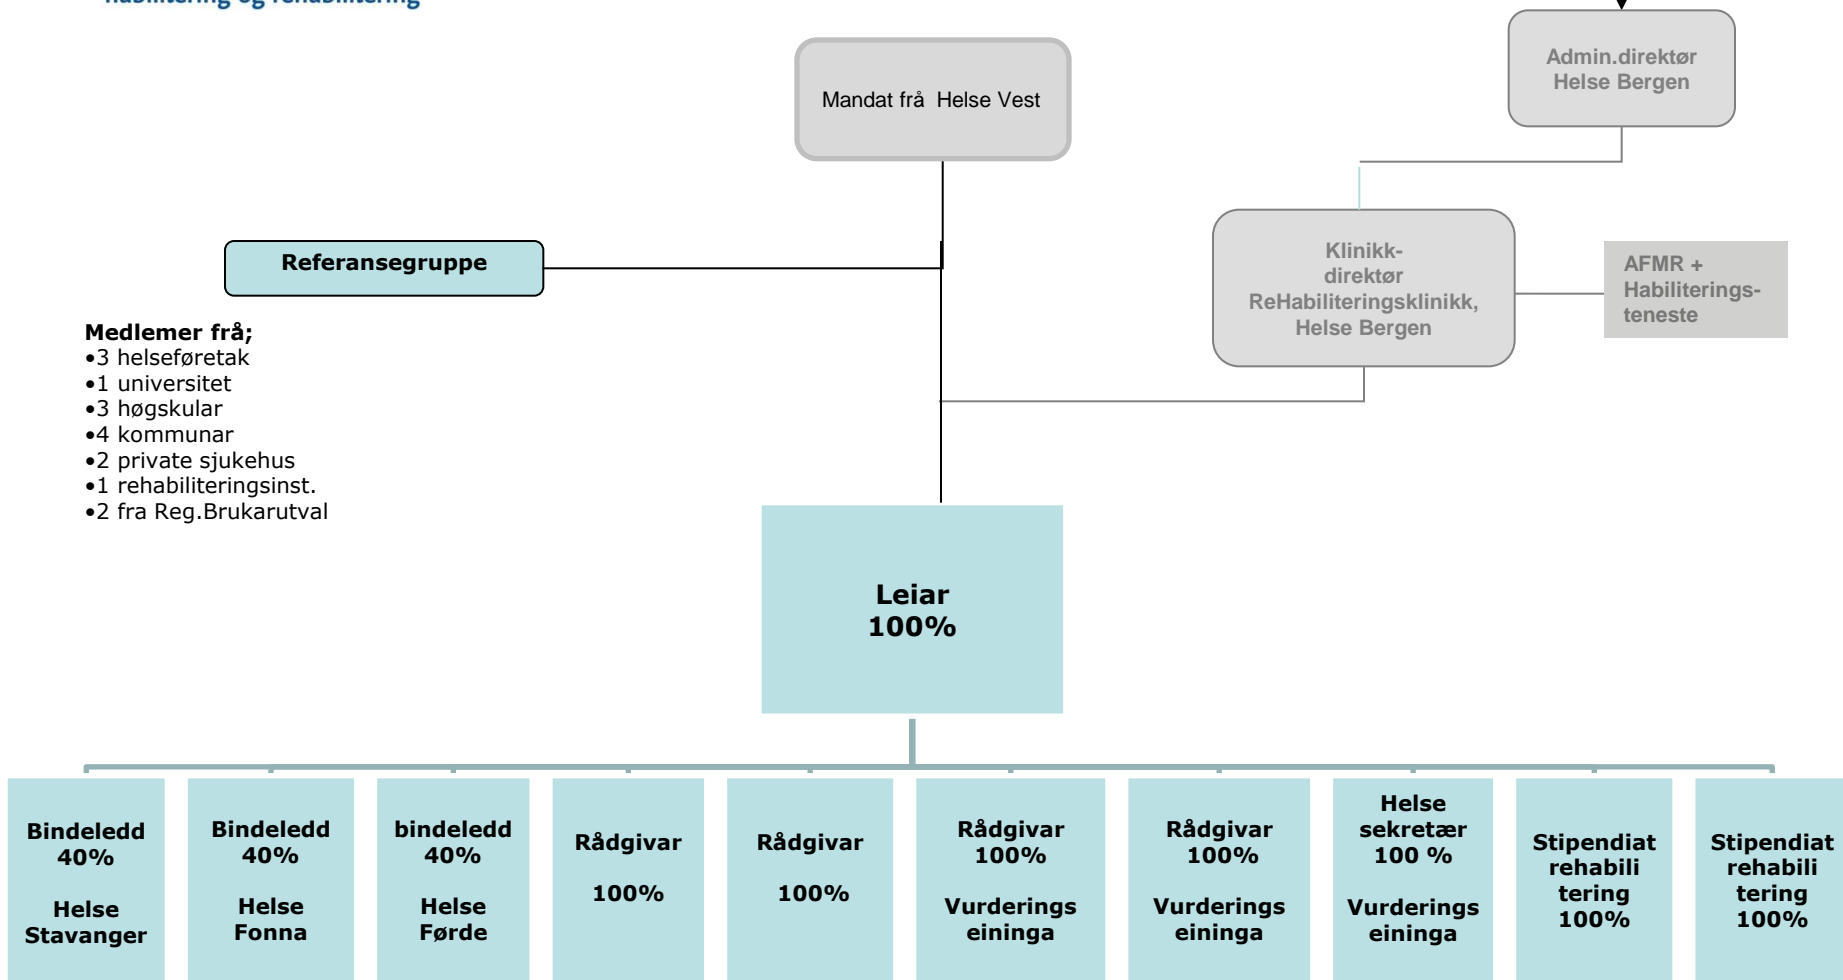 habilitering og rehabilitering
Admin.direktør
Helse Bergen
Mandat frå  Helse Vest
Klinikk-
direktør
ReHabiliteringsklinikk,
Helse Bergen
AFMR +
Habiliterings-
teneste
Referansegruppe
Medlemer frå;
•3 helseføretak
•1 universitet
•3 høgskular
•4 kommunar
•2 private sjukehus
•1 rehabiliteringsinst.
•2 fra Reg.Brukarutval
Leiar
100%
Bindeledd
40%
Helse
Stavanger
Bindeledd
40%
Helse
Fonna
bindeledd
40%
Helse
Førde
Rådgivar
100%
Rådgivar
100%
Rådgivar
100%
Vurderings
eininga
Rådgivar
100%
Vurderings
eininga
Helse
sekretær
100 %
Vurderings
eininga
Stipendiat
rehabili
tering
100%
Stipendiat
rehabili
tering
100%